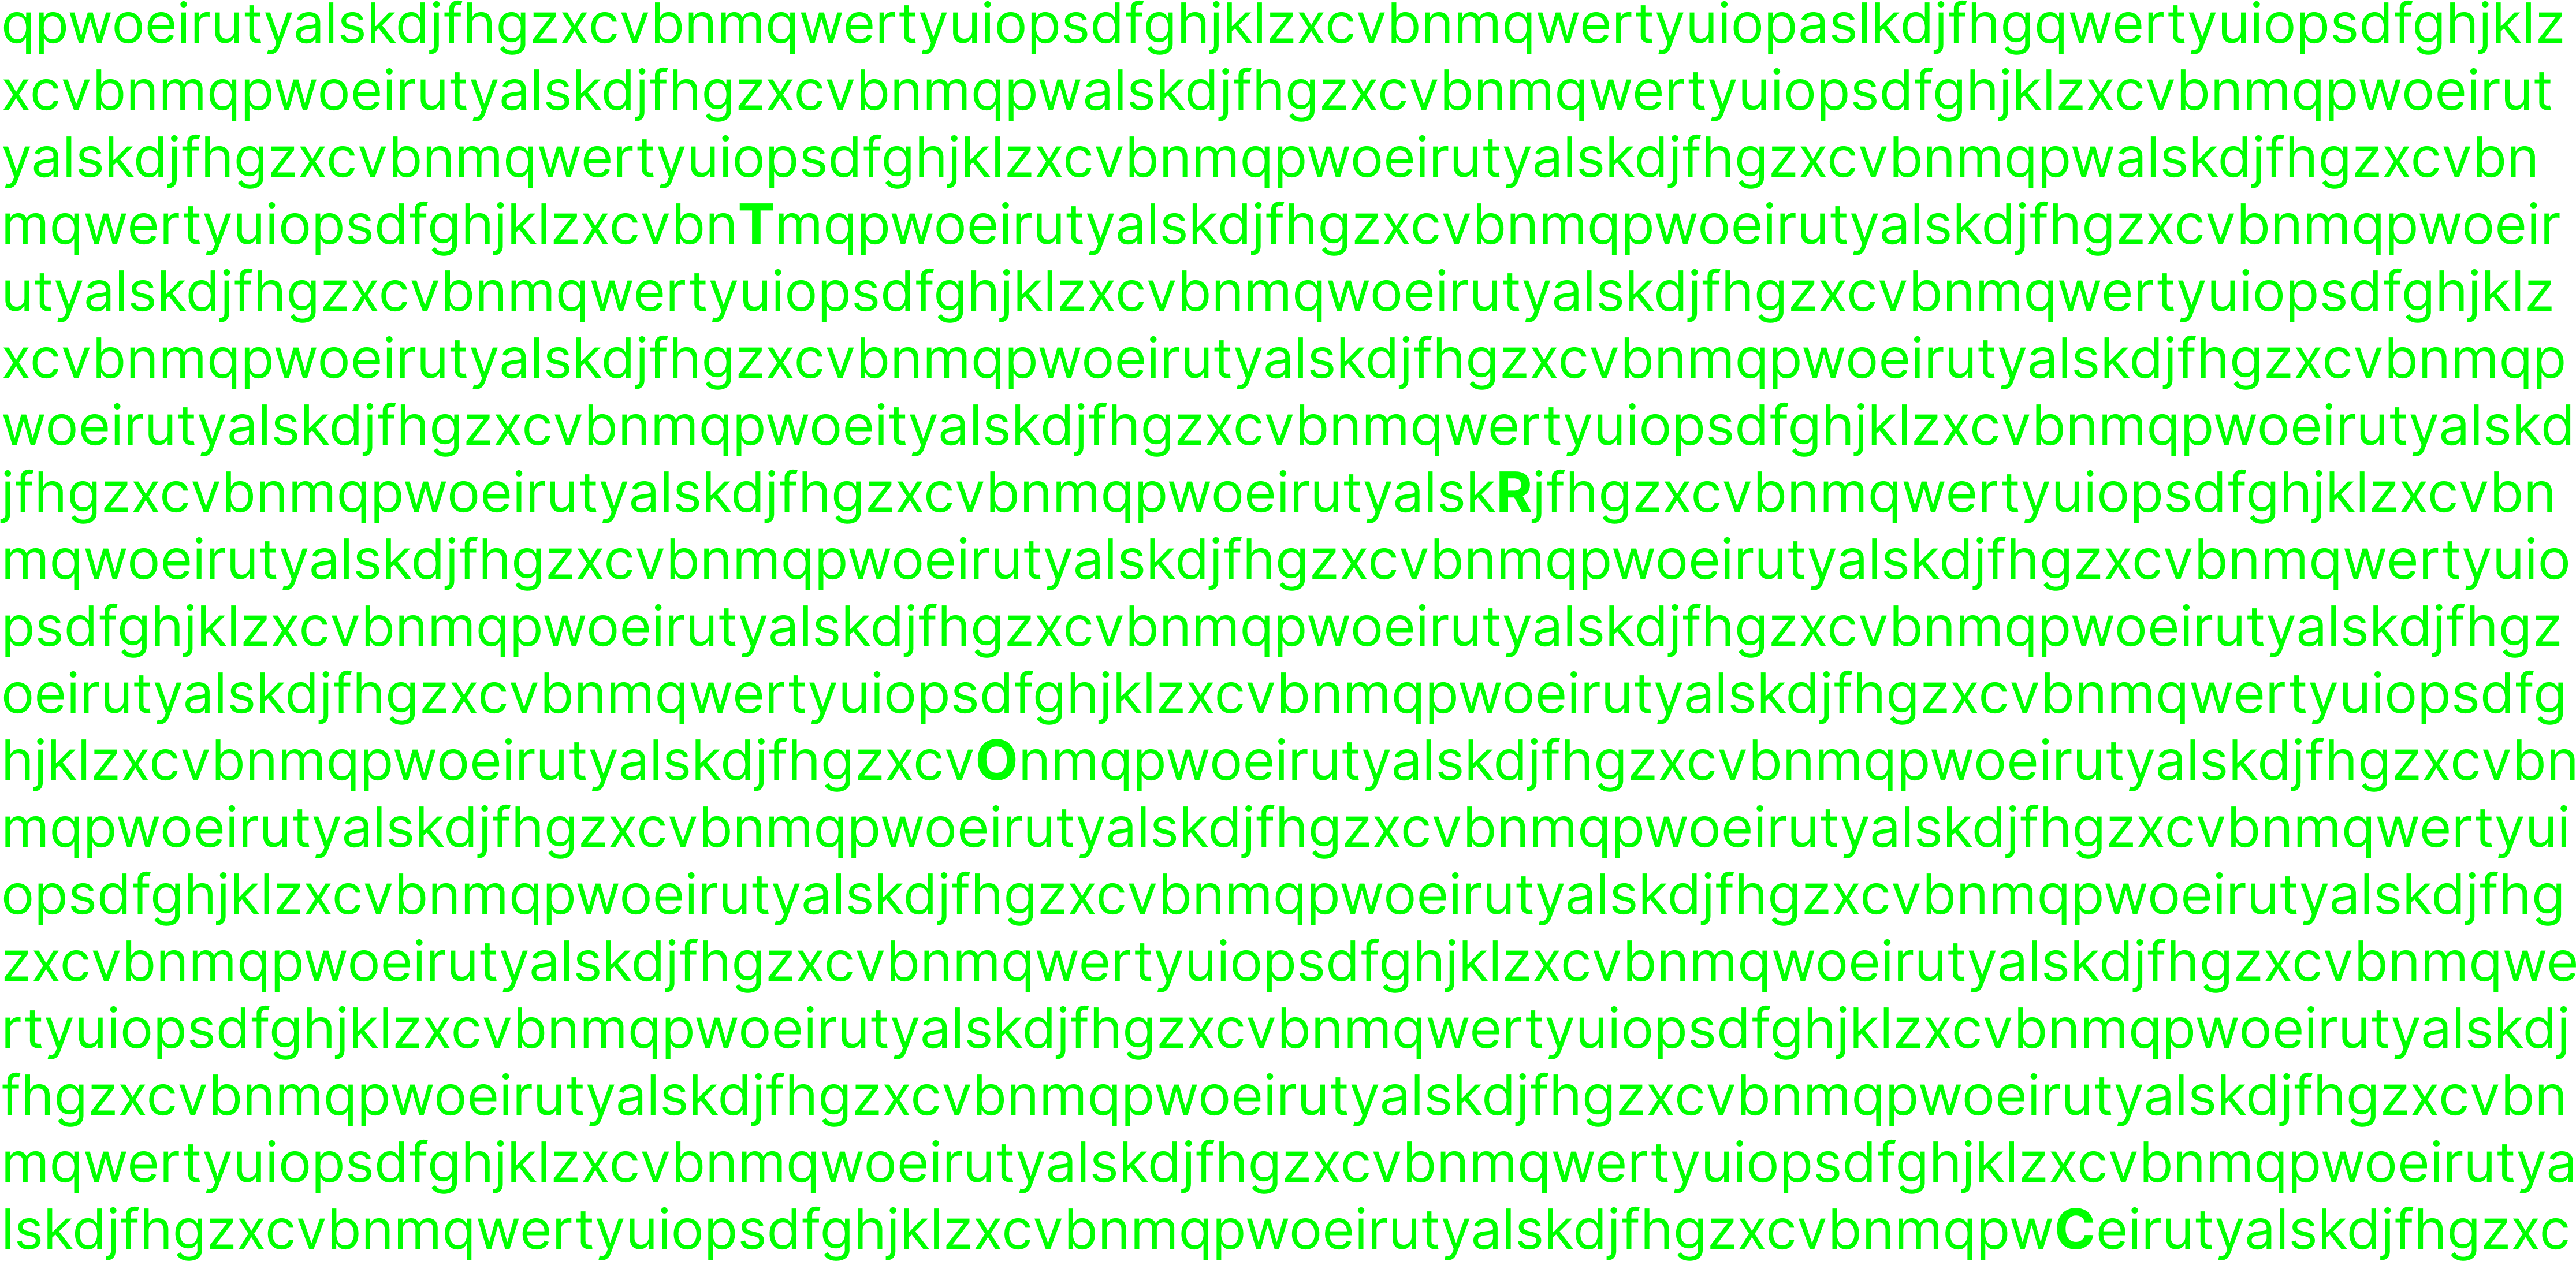 qpwoeirutyalskdjfhgzxcvbnmqwertyuiopsdfghjklzxcvbnmqwertyuiopaslkdjfhgqwertyuiopsdfghjklz
xcvbnmqpwoeirutyalskdjfhgzxcvbnmqpwalskdjfhgzxcvbnmqwertyuiopsdfghjklzxcvbnmqpwoeirut
yalskdjfhgzxcvbnmqwertyuiopsdfghjklzxcvbnmqpwoeirutyalskdjfhgzxcvbnmqpwalskdjfhgzxcvbn
mqwertyuiopsdfghjklzxcvbnTmqpwoeirutyalskdjfhgzxcvbnmqpwoeirutyalskdjfhgzxcvbnmqpwoeir
utyalskdjfhgzxcvbnmqwertyuiopsdfghjklzxcvbnmqwoeirutyalskdjfhgzxcvbnmqwertyuiopsdfghjklz
xcvbnmqpwoeirutyalskdjfhgzxcvbnmqpwoeirutyalskdjfhgzxcvbnmqpwoeirutyalskdjfhgzxcvbnmqp
woeirutyalskdjfhgzxcvbnmqpwoeityalskdjfhgzxcvbnmqwertyuiopsdfghjklzxcvbnmqpwoeirutyalskd
jfhgzxcvbnmqpwoeirutyalskdjfhgzxcvbnmqpwoeirutyalskRjfhgzxcvbnmqwertyuiopsdfghjklzxcvbn
mqwoeirutyalskdjfhgzxcvbnmqpwoeirutyalskdjfhgzxcvbnmqpwoeirutyalskdjfhgzxcvbnmqwertyuio
psdfghjklzxcvbnmqpwoeirutyalskdjfhgzxcvbnmqpwoeirutyalskdjfhgzxcvbnmqpwoeirutyalskdjfhgz
oeirutyalskdjfhgzxcvbnmqwertyuiopsdfghjklzxcvbnmqpwoeirutyalskdjfhgzxcvbnmqwertyuiopsdfg
hjklzxcvbnmqpwoeirutyalskdjfhgzxcvOnmqpwoeirutyalskdjfhgzxcvbnmqpwoeirutyalskdjfhgzxcvbn
mqpwoeirutyalskdjfhgzxcvbnmqpwoeirutyalskdjfhgzxcvbnmqpwoeirutyalskdjfhgzxcvbnmqwertyui
opsdfghjklzxcvbnmqpwoeirutyalskdjfhgzxcvbnmqpwoeirutyalskdjfhgzxcvbnmqpwoeirutyalskdjfhg
zxcvbnmqpwoeirutyalskdjfhgzxcvbnmqwertyuiopsdfghjklzxcvbnmqwoeirutyalskdjfhgzxcvbnmqwe
rtyuiopsdfghjklzxcvbnmqpwoeirutyalskdjfhgzxcvbnmqwertyuiopsdfghjklzxcvbnmqpwoeirutyalskdj
fhgzxcvbnmqpwoeirutyalskdjfhgzxcvbnmqpwoeirutyalskdjfhgzxcvbnmqpwoeirutyalskdjfhgzxcvbn
mqwertyuiopsdfghjklzxcvbnmqwoeirutyalskdjfhgzxcvbnmqwertyuiopsdfghjklzxcvbnmqpwoeirutya
lskdjfhgzxcvbnmqwertyuiopsdfghjklzxcvbnmqpwoeirutyalskdjfhgzxcvbnmqpwCeirutyalskdjfhgzxc